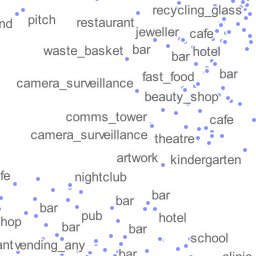 recycling_glass
pitch
restaurant
nd
jeweller
cafe
waste_basket
bar
hotel
bar
fast_food
bar
camera_surveillance
beauty_shop
comms_tower
cafe
camera_surveillance
theatre
artwork
kindergarten
fe
nightclub
bar
bar
bar
pub
hotel
hop
bar
bar
school
ant
vending_any
bar
clinic